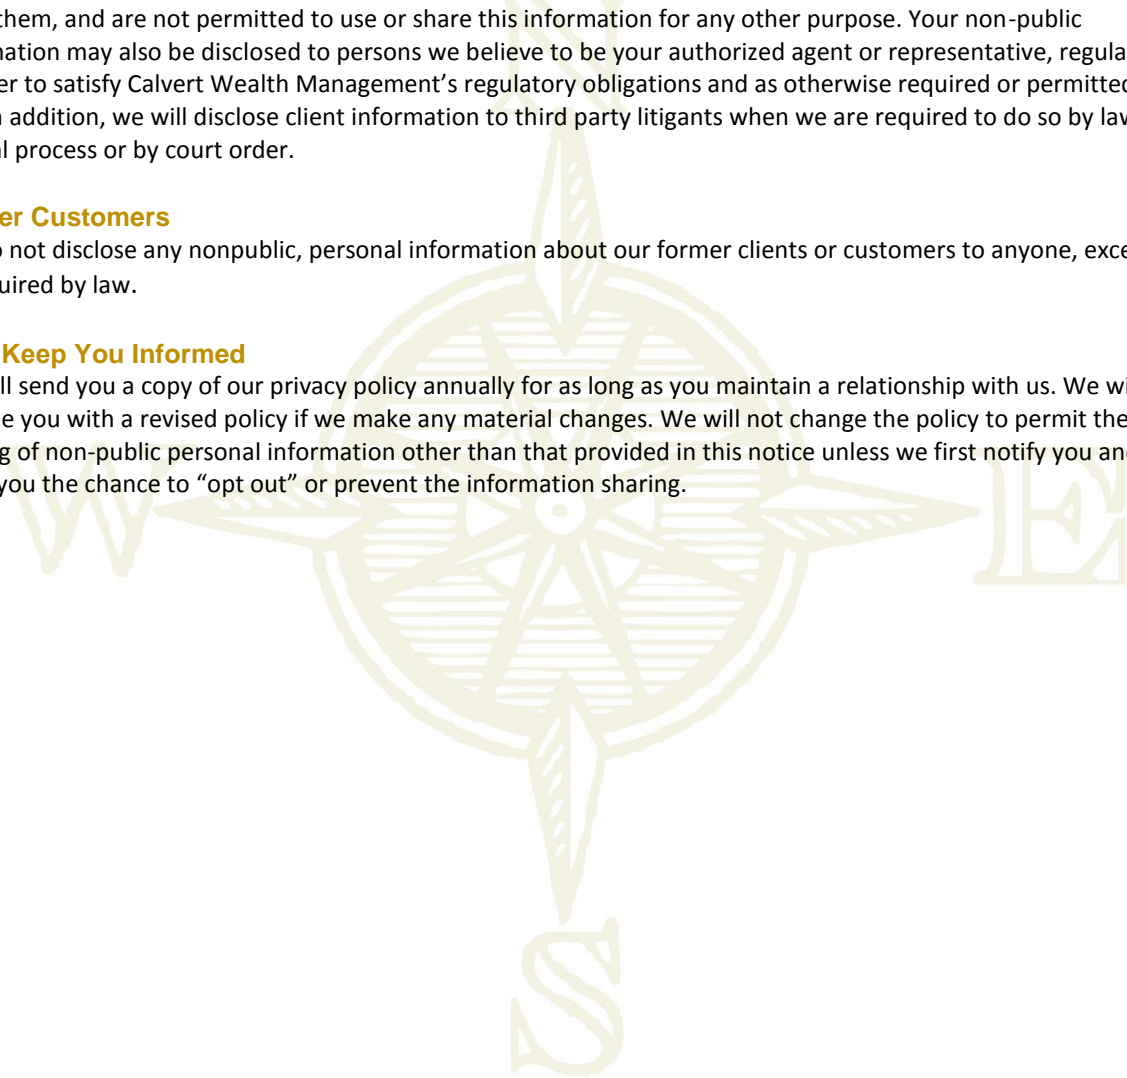 them, and are not permitted to use or share this information for any other purpose. Your non-public
mation may also be disclosed to persons we believe to be your authorized agent or representative, regula
er to satisfy Calvert Wealth Management’s regulatory obligations and as otherwise required or permitted
addition, we will disclose client information to third party litigants when we are required to do so by law
l process or by court order.
er Customers
o not disclose any nonpublic, personal information about our former clients or customers to anyone, exce
uired by law.
Keep You Informed
ll send you a copy of our privacy policy annually for as long as you maintain a relationship with us. We wi
e you with a revised policy if we make any material changes. We will not change the policy to permit the
g of non-public personal information other than that provided in this notice unless we first notify you and
you the chance to “opt out” or prevent the information sharing.
W E
S